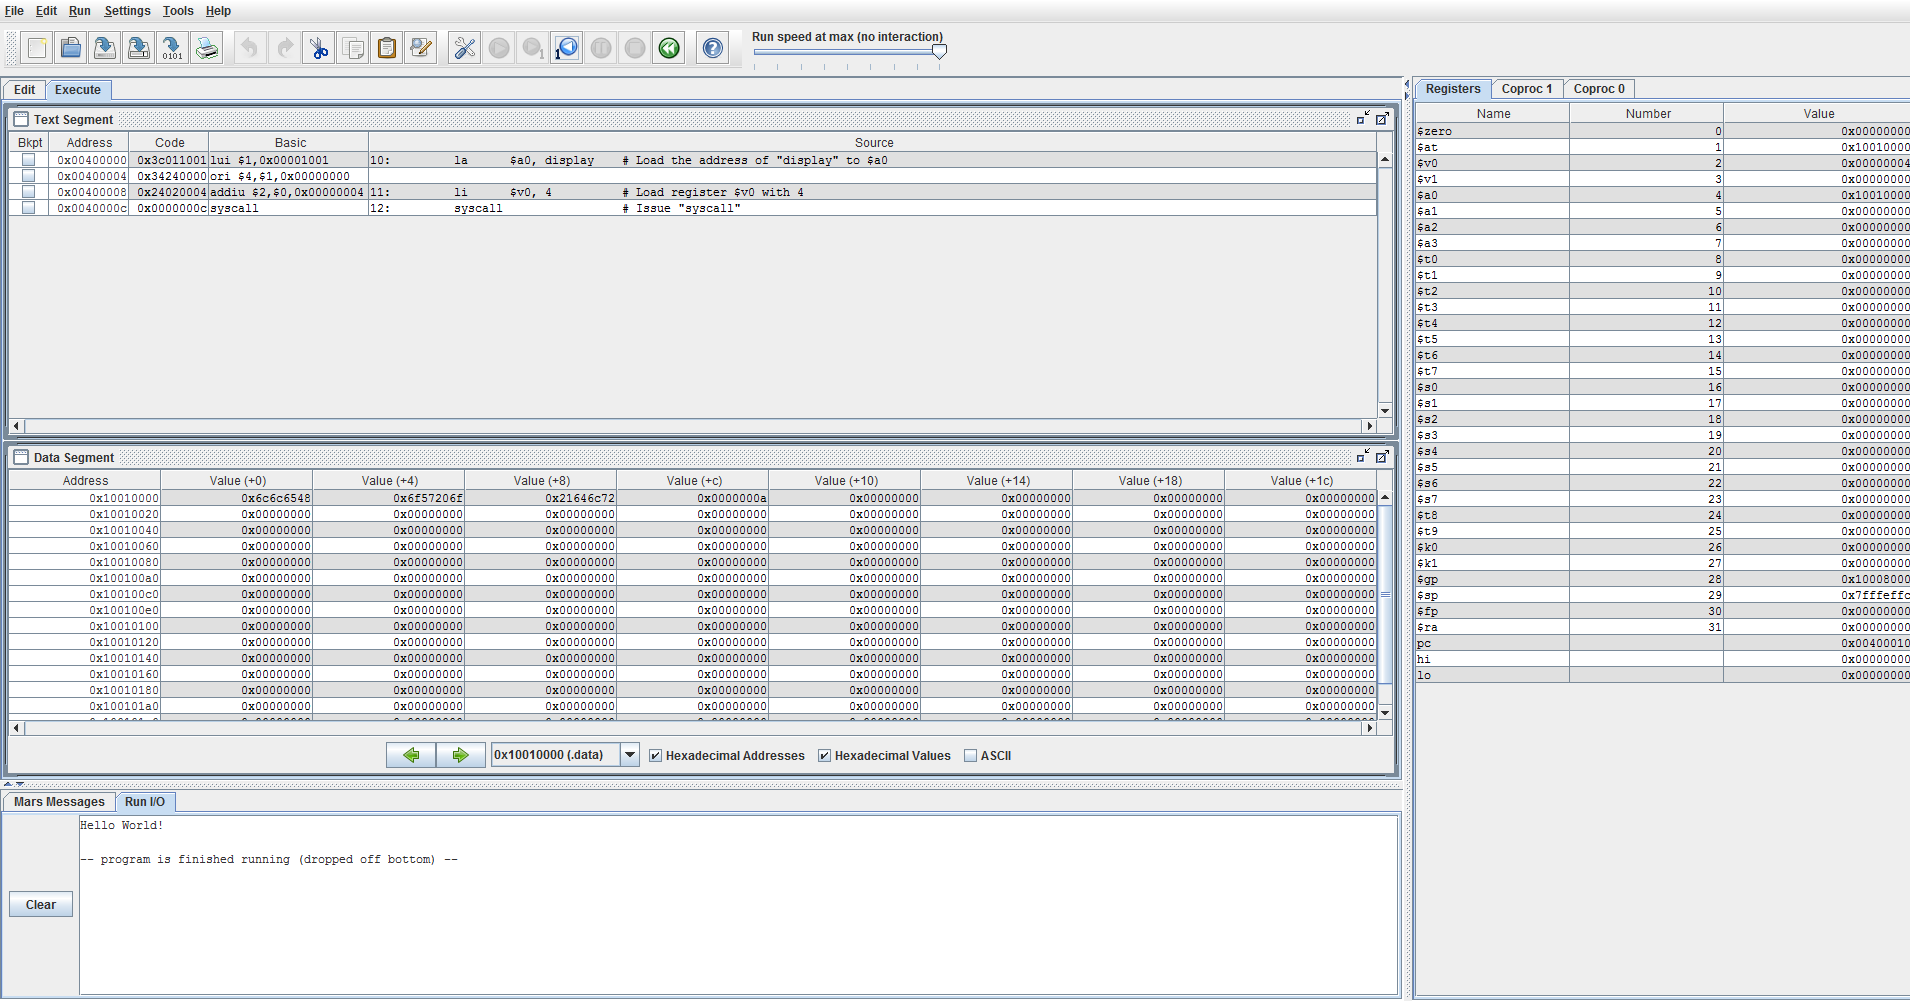 File Edit Run Settings Tools Help
Run speed at max (no interaction)
Edit Execute
Text Segment
Bkpt Address Code Basic Source
0x00400000 0x3c011001 lui $1,0x00001001 10: la $a0, display # Load the address of "display" to $a0
0x00400004 0x34240000 ori $4,$1,0x00000000
0x00400008 0x24020004 addiu $2,$0,0x00000004 11: li $v0, 4 # Load register $v0 with 4
0x0040000c 0x0000000c syscall 12: syscall # Issue "syscall"
Data Segment
Address Value (+0) Value (+4) Value (+8) Value (+c) Value (+10) Value (+14) Value (+18) Value (+1c)
0x10010000 0x6c6c6548 0x6f57206f 0x21646c72 0x0000000a 0x00000000 0x00000000 0x00000000 0x00000000
0x10010020 0x00000000 0x00000000 0x00000000 0x00000000 0x00000000 0x00000000 0x00000000 0x00000000
0x10010040 0x00000000 0x00000000 0x00000000 0x00000000 0x00000000 0x00000000 0x00000000 0x00000000
0x10010060 0x00000000 0x00000000 0x00000000 0x00000000 0x00000000 0x00000000 0x00000000 0x00000000
0x10010080 0x00000000 0x00000000 0x00000000 0x00000000 0x00000000 0x00000000 0x00000000 0x00000000
0x100100a0 0x00000000 0x00000000 0x00000000 0x00000000 0x00000000 0x00000000 0x00000000 0x00000000
0x100100c0 0x00000000 0x00000000 0x00000000 0x00000000 0x00000000 0x00000000 0x00000000 0x00000000
0x100100e0 0x00000000 0x00000000 0x00000000 0x00000000 0x00000000 0x00000000 0x00000000 0x00000000
0x10010100 0x00000000 0x00000000 0x00000000 0x00000000 0x00000000 0x00000000 0x00000000 0x00000000
0x10010120 0x00000000 0x00000000 0x00000000 0x00000000 0x00000000 0x00000000 0x00000000 0x00000000
0x10010140 0x00000000 0x00000000 0x00000000 0x00000000 0x00000000 0x00000000 0x00000000 0x00000000
0x10010160 0x00000000 0x00000000 0x00000000 0x00000000 0x00000000 0x00000000 0x00000000 0x00000000
0x10010180 0x00000000 0x00000000 0x00000000 0x00000000 0x00000000 0x00000000 0x00000000 0x00000000
0x100101a0 0x00000000 0x00000000 0x00000000 0x00000000 0x00000000 0x00000000 0x00000000 0x00000000
0x10010000 (.data) Hexadecimal Addresses Hexadecimal Values ASCII
Mars Messages Run I/O
Hello World!
-- program is finished running (dropped off bottom) --
Clear
Registers Coproc 1 Coproc 0
Name Number Value
$zero 0 0x00000000
$at 1 0x10010000
$v0 2 0x00000004
$v1 3 0x00000000
$a0 4 0x10010000
$a1 5 0x00000000
$a2 6 0x00000000
$a3 7 0x00000000
$t0 8 0x00000000
$t1 9 0x00000000
$t2 10 0x00000000
$t3 11 0x00000000
$t4 12 0x00000000
$t5 13 0x00000000
$t6 14 0x00000000
$t7 15 0x00000000
$s0 16 0x00000000
$s1 17 0x00000000
$s2 18 0x00000000
$s3 19 0x00000000
$s4 20 0x00000000
$s5 21 0x00000000
$s6 22 0x00000000
$s7 23 0x00000000
$t8 24 0x00000000
$t9 25 0x00000000
$k0 26 0x00000000
$k1 27 0x00000000
$gp 28 0x10008000
$sp 29 0x7fffeffc
$fp 30 0x00000000
$ra 31 0x00000000
pc 0x00400010
hi 0x00000000
lo 0x00000000